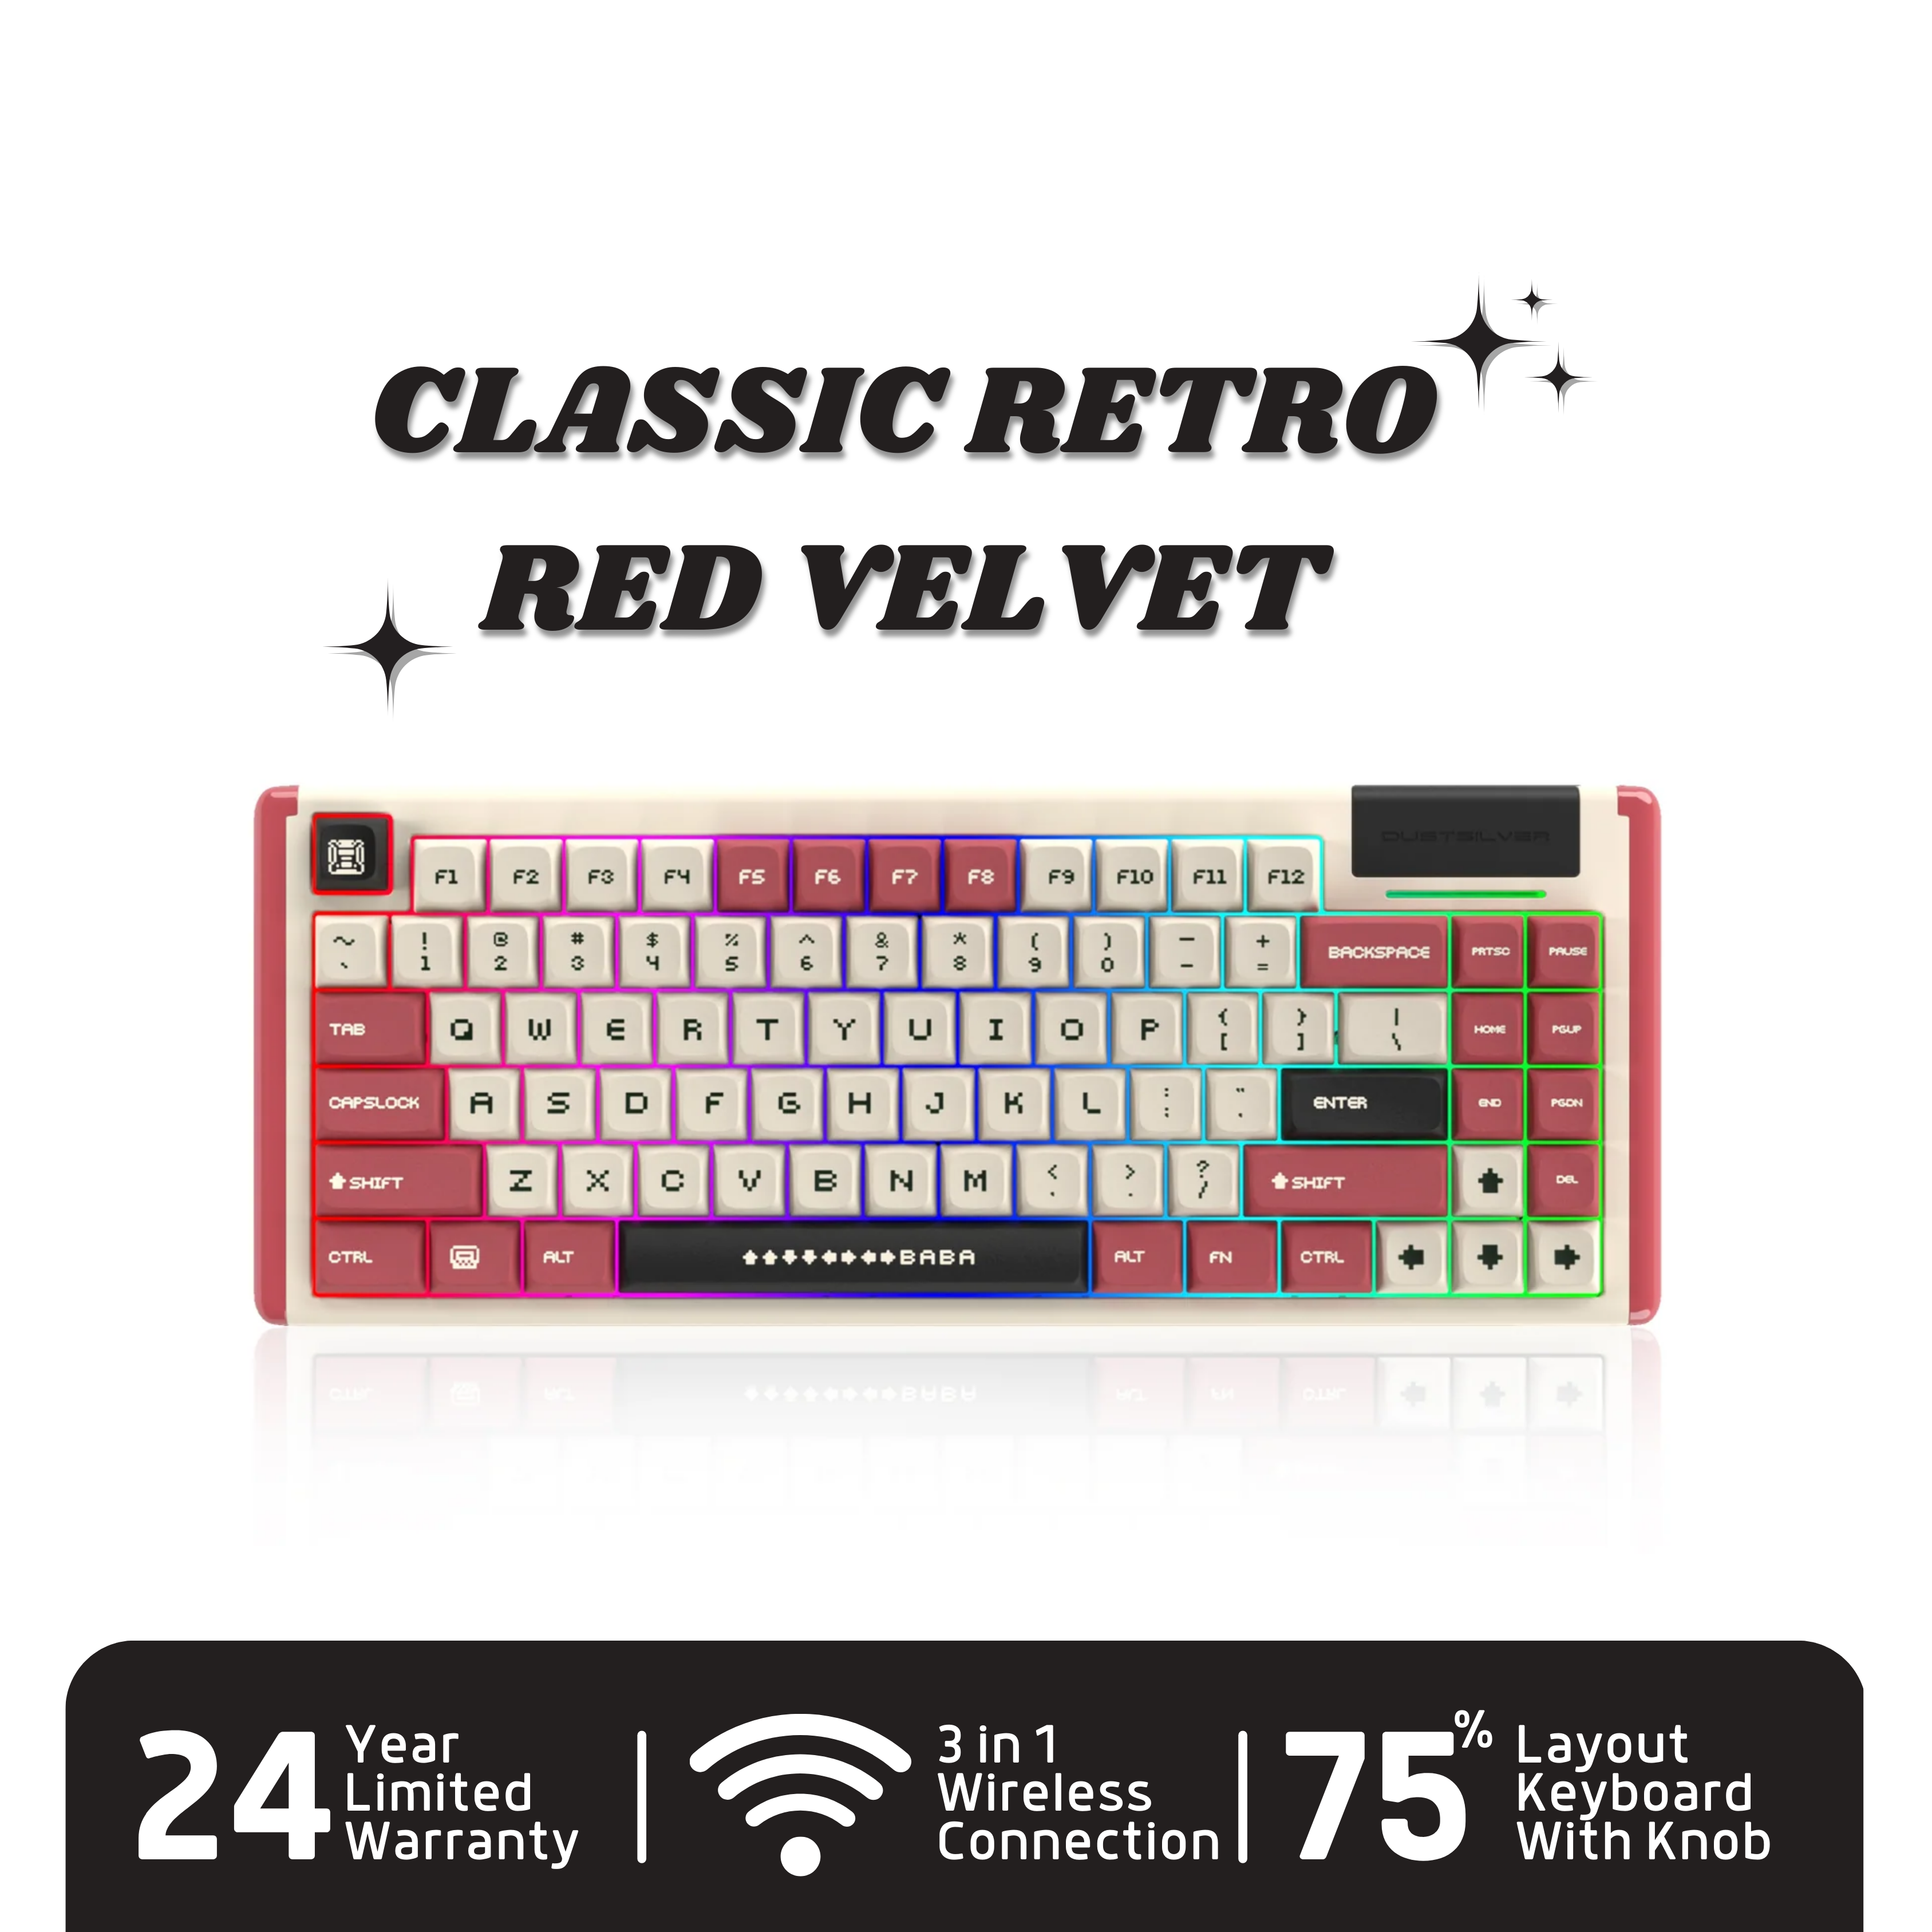 CLASSIC RETRO
RED VELVET
DUSTSILVER
F1 F2 F3 F4 F5 F6 F7 F8 F9 F10 F11 F12
~ ! @ # $ % ^ & * ( ) — +
` 1 2 3 4 5 6 7 8 9 0 - = BACKSPACE PRTSC PAUSE
TAB Q W E R T Y U I O P { [ } ] | \ HOME PGUP
CAPSLOCK A S D F G H J K L : ; " ' ENTER END PGDN
⬆SHIFT Z X C V B N M < , > . ? / ⬆SHIFT ⬆ DEL
CTRL ALT ⬆⬆⬇⬇⬅➡⬅➡BABA ALT FN CTRL ⬅ ⬇ ➡
24 Year
Limited
Warranty
3 in 1
Wireless
Connection
75% Layout
Keyboard
With Knob